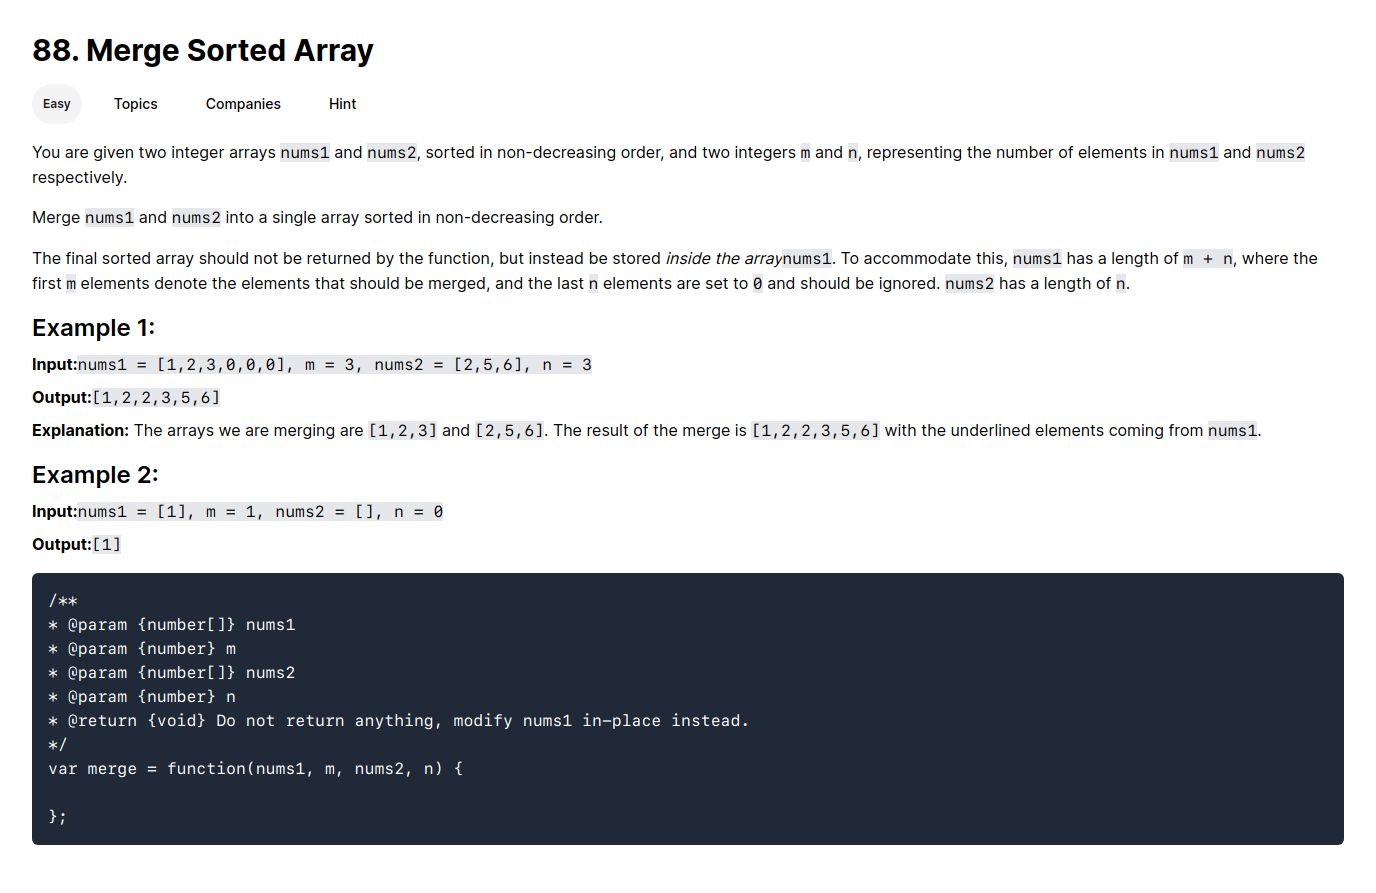 88. Merge Sorted Array
Easy Topics Companies Hint
You are given two integer arrays nums1 and nums2, sorted in non-decreasing order, and two integers m and n, representing the number of elements in nums1 and nums2
respectively.
Merge nums1 and nums2 into a single array sorted in non-decreasing order.
The final sorted array should not be returned by the function, but instead be stored inside the arraynums1. To accommodate this, nums1 has a length of m + n, where the
first m elements denote the elements that should be merged, and the last n elements are set to 0 and should be ignored. nums2 has a length of n.
Example 1:
Input:nums1 = [1,2,3,0,0,0], m = 3, nums2 = [2,5,6], n = 3
Output:[1,2,2,3,5,6]
Explanation: The arrays we are merging are [1,2,3] and [2,5,6]. The result of the merge is [1,2,2,3,5,6] with the underlined elements coming from nums1.
Example 2:
Input:nums1 = [1], m = 1, nums2 = [], n = 0
Output:[1]
/**
* @param {number[]} nums1
* @param {number} m
* @param {number[]} nums2
* @param {number} n
* @return {void} Do not return anything, modify nums1 in-place instead.
*/
var merge = function(nums1, m, nums2, n) {
};